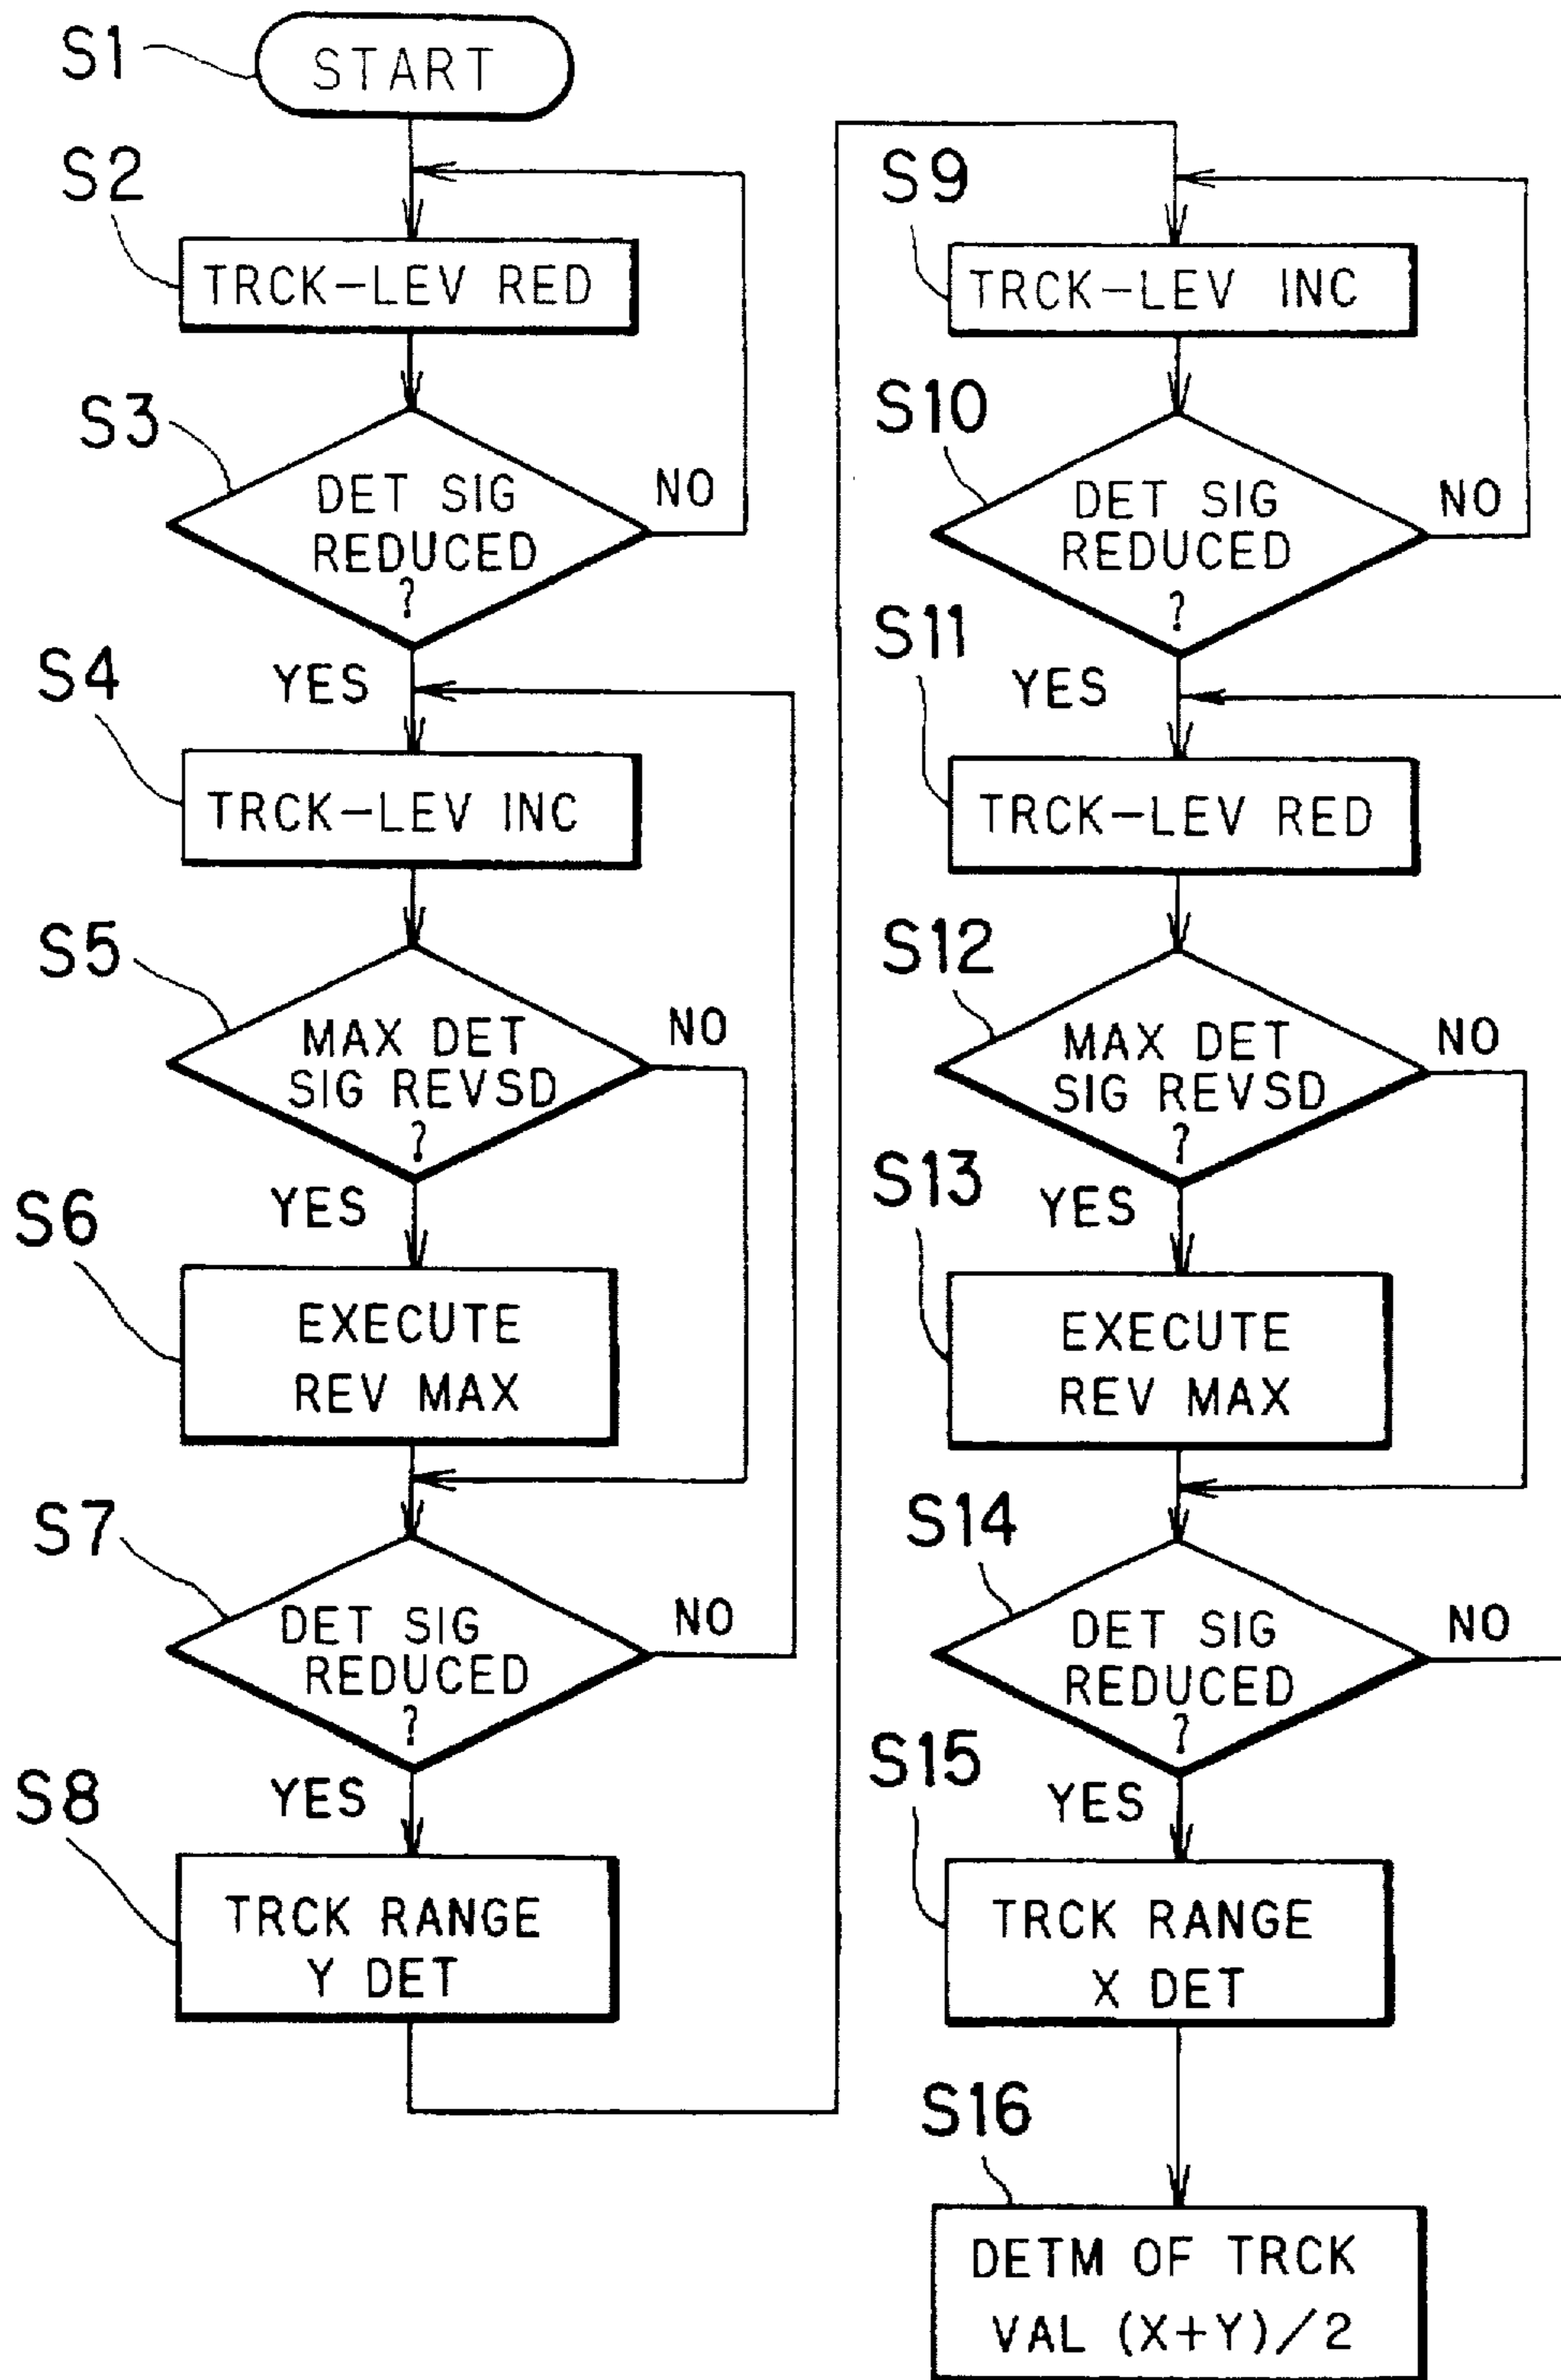 S1
START
S2
TRCK-LEV RED
S3
DET SIG
REDUCED
?
NO
YES
S4
TRCK-LEV INC
S5
MAX DET
SIG REVSD
?
NO
YES
S6
EXECUTE
REV MAX
S7
DET SIG
REDUCED
?
NO
YES
S8
TRCK RANGE
Y DET
S9
TRCK-LEV INC
S10
DET SIG
REDUCED
?
NO
YES
S11
TRCK-LEV RED
S12
MAX DET
SIG REVSD
?
NO
YES
S13
EXECUTE
REV MAX
S14
DET SIG
REDUCED
?
NO
YES
S15
TRCK RANGE
X DET
S16
DETM OF TRCK
VAL (X+Y)/2